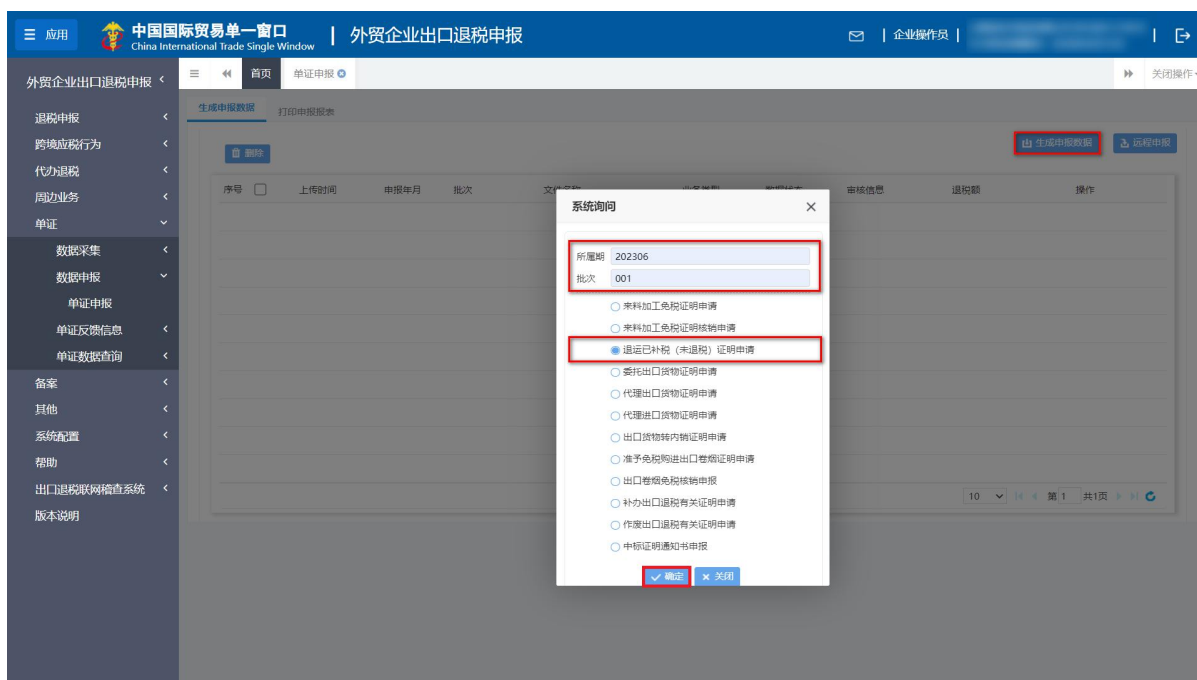 应用
中国国际贸易单一窗口
China International Trade Single Window
外贸企业出口退税申报
企业操作员
外贸企业出口退税申报
首页
单证申报
关闭操作
退税申报
跨境应税行为
代办退税
周边业务
单证
数据采集
数据申报
单证申报
单证反馈信息
单证数据查询
备案
其他
系统配置
帮助
出口退税联网稽查系统
版本说明
生成申报数据
打印申报报表
删除
生成申报数据
远程申报
序号 上传时间 申报年月 批次 审核信息 退税额 操作
系统询问
所属期 202306
批次 001
来料加工免税证明申请
来料加工免税证明核销申请
退运已补税（未退税）证明申请
委托出口货物证明申请
代理出口货物证明申请
代理进口货物证明申请
出口货物转内销证明申请
准予免税购进出口卷烟证明申请
出口卷烟免税核销申报
补办出口退税有关证明申请
作废出口退税有关证明申请
中标证明通知书申报
确定 关闭
10 第 1 共1页